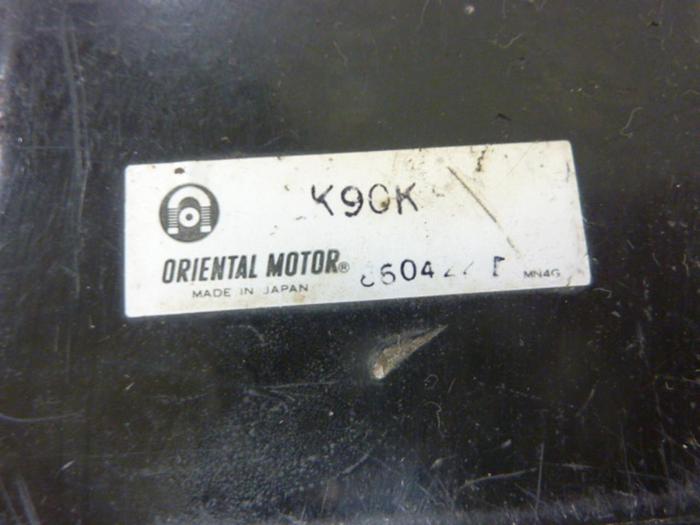 K90K
ORIENTAL MOTOR®
MADE IN JAPAN
MN4G